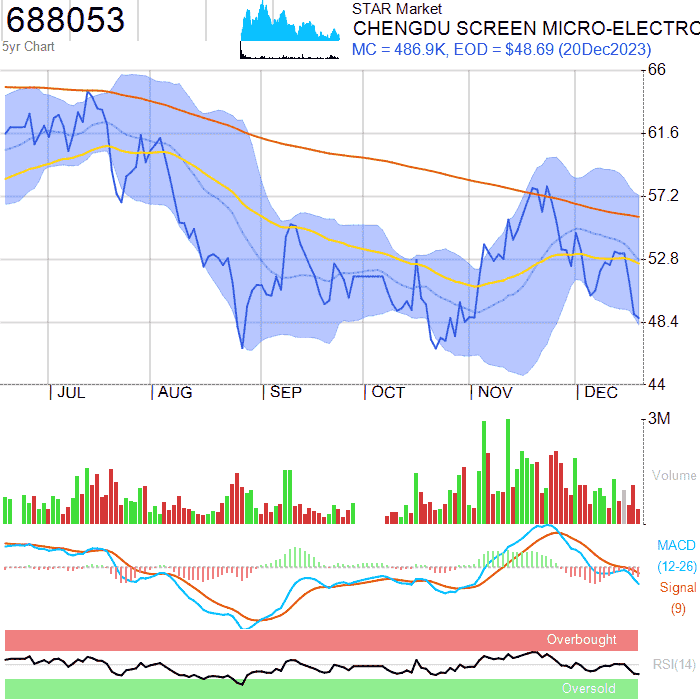 688053
5yr Chart
STAR Market
CHENGDU SCREEN MICRO-ELECTRO
MC = 486.9K, EOD = $48.69 (20Dec2023)
66
61.6
57.2
52.8
48.4
44
JUL AUG SEP OCT NOV DEC
3M
Volume
MACD
(12-26)
Signal
(9)
Overbought
RSI(14)
Oversold